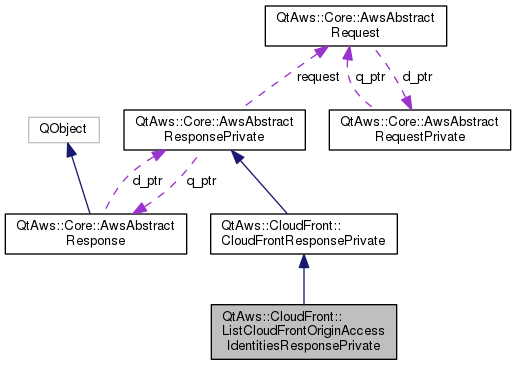 QtAws::Core::AwsAbstract
Request
request
q_ptr
d_ptr
QObject
QtAws::Core::AwsAbstract
ResponsePrivate
QtAws::Core::AwsAbstract
RequestPrivate
d_ptr
q_ptr
QtAws::Core::AwsAbstract
Response
QtAws::CloudFront::
CloudFrontResponsePrivate
QtAws::CloudFront::
ListCloudFrontOriginAccess
IdentitiesResponsePrivate